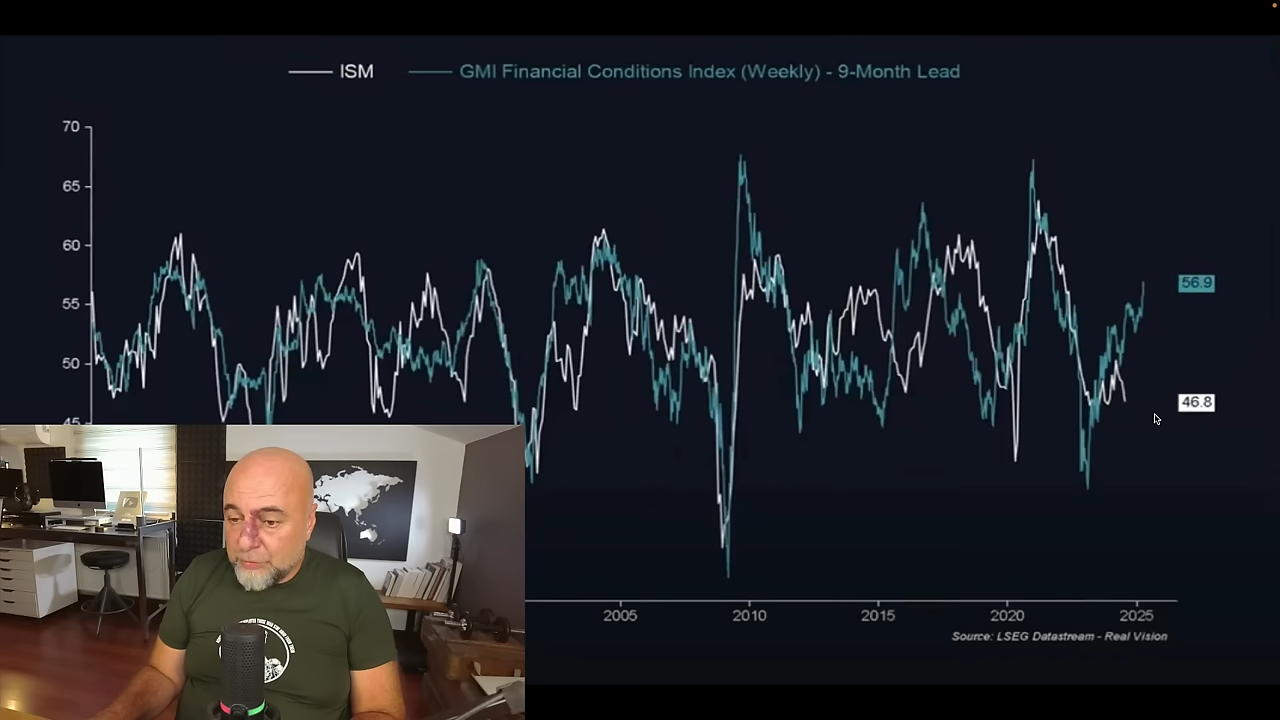 ISM GMI Financial Conditions Index (Weekly) - 9-Month Lead
70
65
60
55
50
45
56.9
46.8
2005 2010 2015 2020 2025
Source: LSEG Datastream - Real Vision